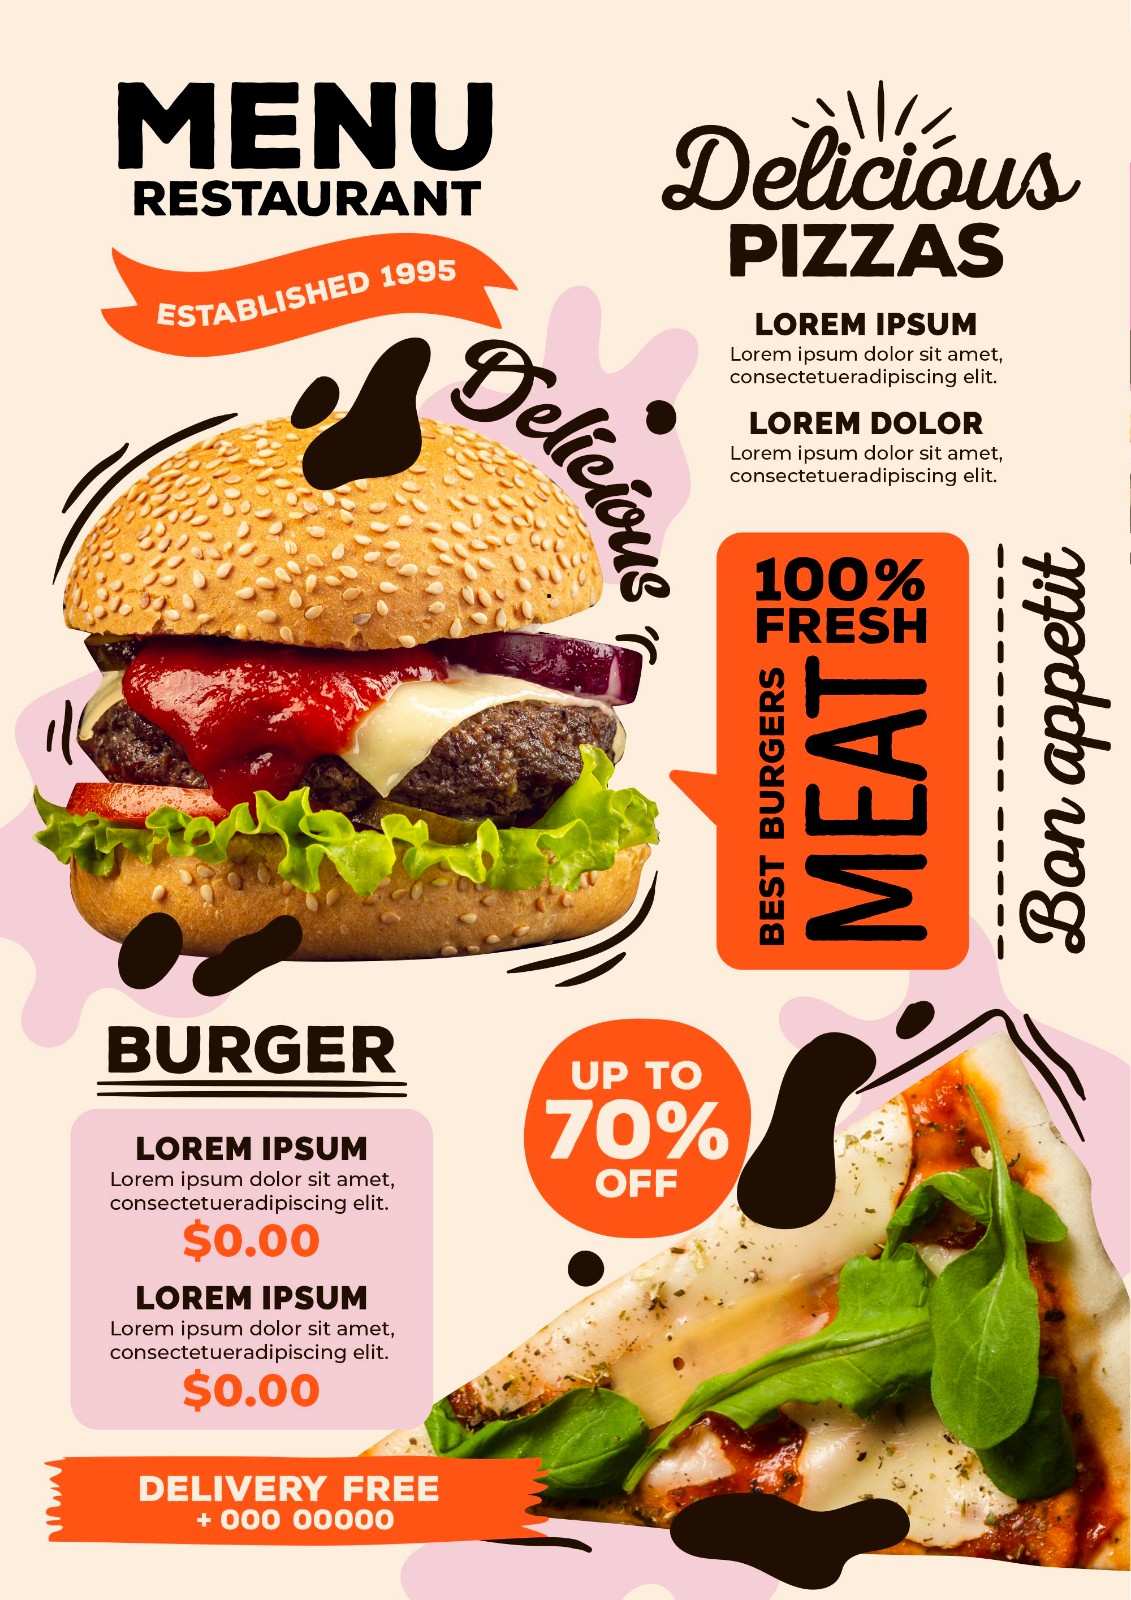 MENU
RESTAURANT
ESTABLISHED 1995
Delicious
Delicious
PIZZAS
LOREM IPSUM
Lorem ipsum dolor sit amet,
consectetueradipiscing elit.
LOREM DOLOR
Lorem ipsum dolor sit amet,
consectetueradipiscing elit.
100%
FRESH
BEST BURGERS
MEAT
Bon appetit
BURGER
LOREM IPSUM
Lorem ipsum dolor sit amet,
consectetueradipiscing elit.
$0.00
LOREM IPSUM
Lorem ipsum dolor sit amet,
consectetueradipiscing elit.
$0.00
UP TO
70%
OFF
DELIVERY FREE
+ 000 00000